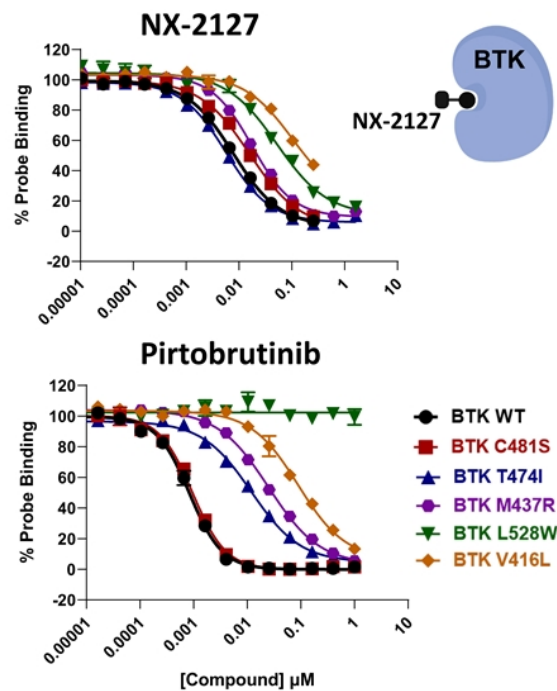 NX-2127
120
100
80
60
40
20
0
-20
% Probe Binding
0.00001
0.0001
0.001
0.01
0.1
1
10
BTK
NX-2127
Pirtobrutinib
120
100
80
60
40
20
0
-20
% Probe Binding
0.00001
0.0001
0.001
0.01
0.1
1
10
[Compound] µM
BTK WT
BTK C481S
BTK T474I
BTK M437R
BTK L528W
BTK V416L